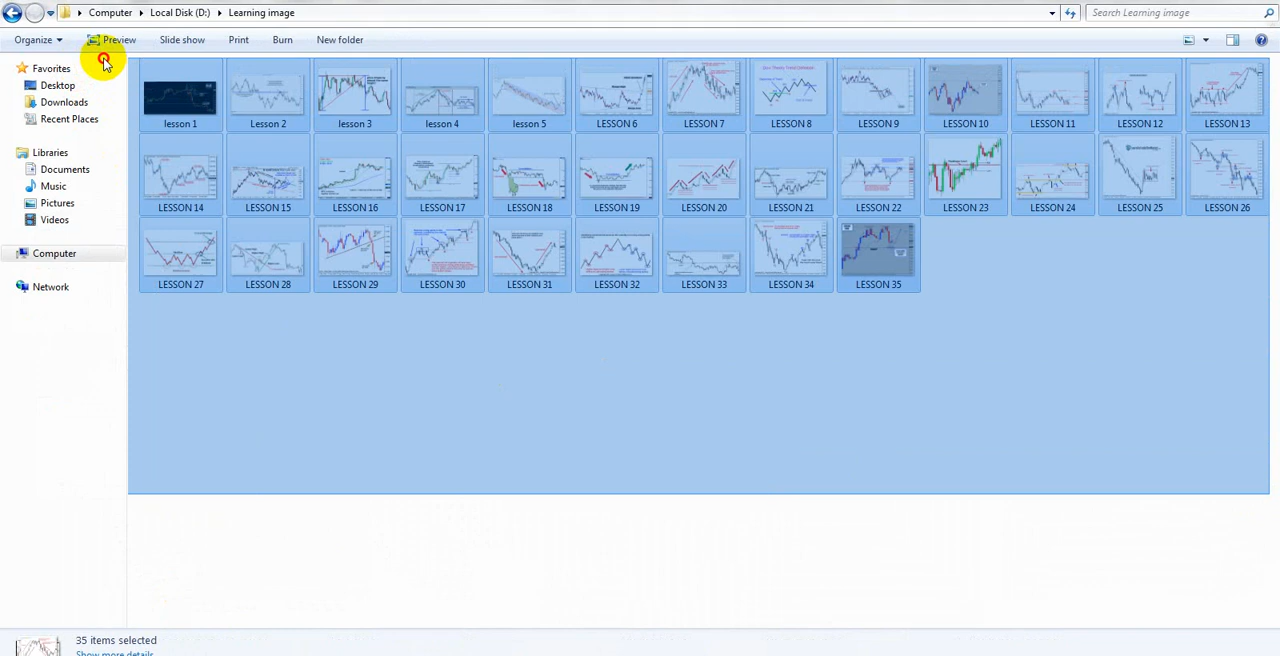 Computer Local Disk (D:) Learning image Search Learning image
Organize Preview Slide show Print Burn New folder
Favorites
Desktop
Downloads
Recent Places
Libraries
Documents
Music
Pictures
Videos
Computer
Network
lesson 1 Lesson 2 lesson 3 lesson 4 lesson 5 LESSON 6 LESSON 7 LESSON 8 LESSON 9 LESSON 10 LESSON 11 LESSON 12 LESSON 13
LESSON 14 LESSON 15 LESSON 16 LESSON 17 LESSON 18 LESSON 19 LESSON 20 LESSON 21 LESSON 22 LESSON 23 LESSON 24 LESSON 25 LESSON 26
LESSON 27 LESSON 28 LESSON 29 LESSON 30 LESSON 31 LESSON 32 LESSON 33 LESSON 34 LESSON 35
35 items selected
Show more details